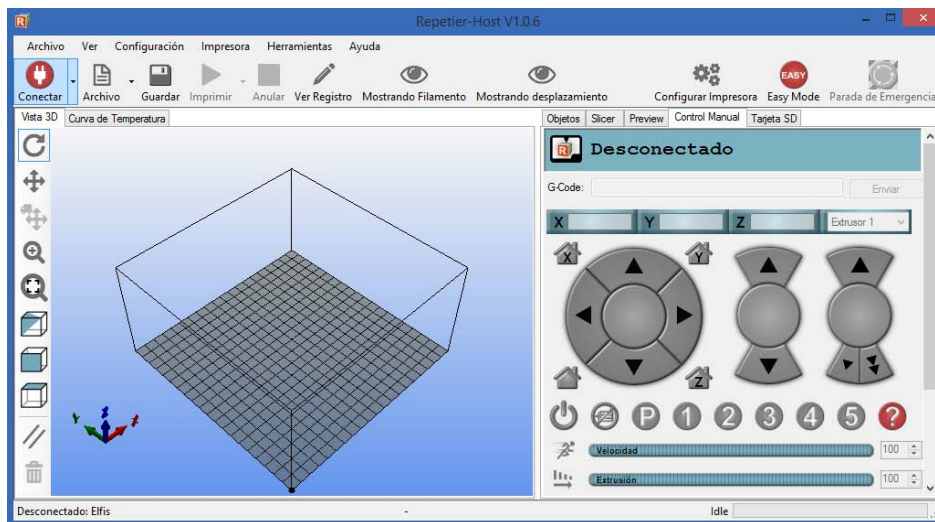 Repetier-Host V1.0.6
Archivo Ver Configuración Impresora Herramientas Ayuda
Conectar Archivo Guardar Imprimir Anular Ver Registro Mostrando Filamento Mostrando desplazamiento Configurar Impresora EASY Easy Mode Parada de Emergencia
Vista 3D Curva de Temperatura
Objetos Slicer Preview Control Manual Tarjeta SD
Desconectado
G-Code: Enviar
X Y Z Extrusor 1
X Y
Z
P 1 2 3 4 5 ?
Velocidad 100
Extrusión 100
Desconectado: Elfis - Idle